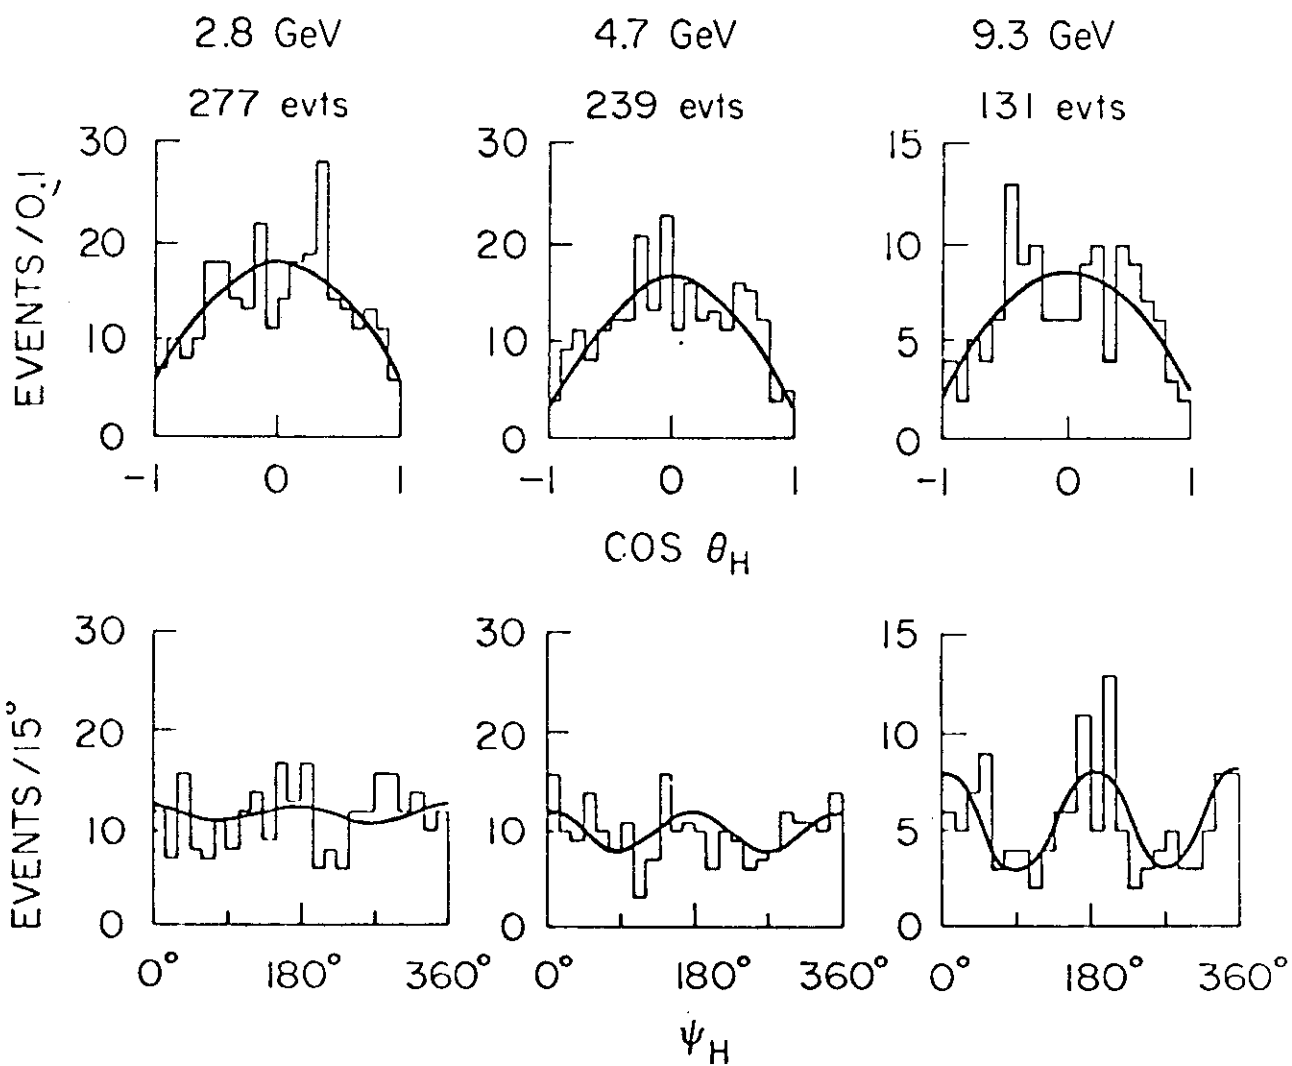 2.8 GeV 4.7 GeV 9.3 GeV
277 evts 239 evts 131 evts
30 30 15
20 20 10
10 10 5
0 0 0
-1 0 1 -1 0 1 -1 0 1
EVENTS / 0.1
COS θH
30 30 15
20 20 10
10 10 5
0 0 0
0° 180° 360° 0° 180° 360° 0° 180° 360°
EVENTS / 15°
ψH